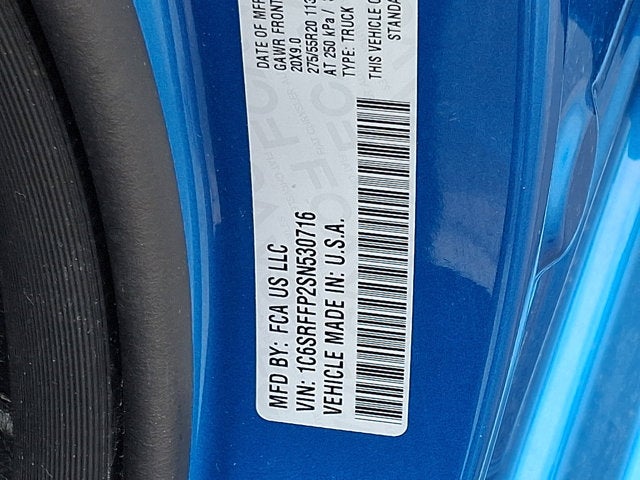 MFD BY: FCA US LLC
VIN: 1C6SRFFP2SN530716
VEHICLE MADE IN: U.S.A.
DATE OF MFR
GAWR FRONT
20X9.0
275/55R20 113
AT 250 kPa /
TYPE: TRUCK
THIS VEHICLE
STANDA